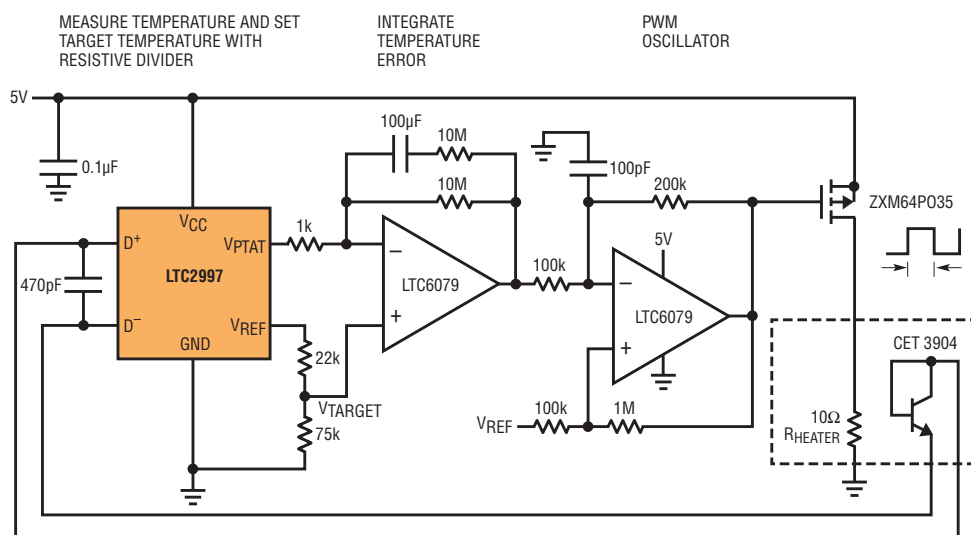 MEASURE TEMPERATURE AND SET
TARGET TEMPERATURE WITH
RESISTIVE DIVIDER
INTEGRATE
TEMPERATURE
ERROR
PWM
OSCILLATOR
5V
0.1µF
100µF
10M
10M
100pF
200k
ZXM64PO35
VCC
D+
VPTAT
1k
470pF
LTC2997
D−
VREF
GND
22k
VTARGET
75k
−
LTC6079
+
100k
5V
−
LTC6079
+
VREF
100k
1M
CET 3904
10Ω
RHEATER